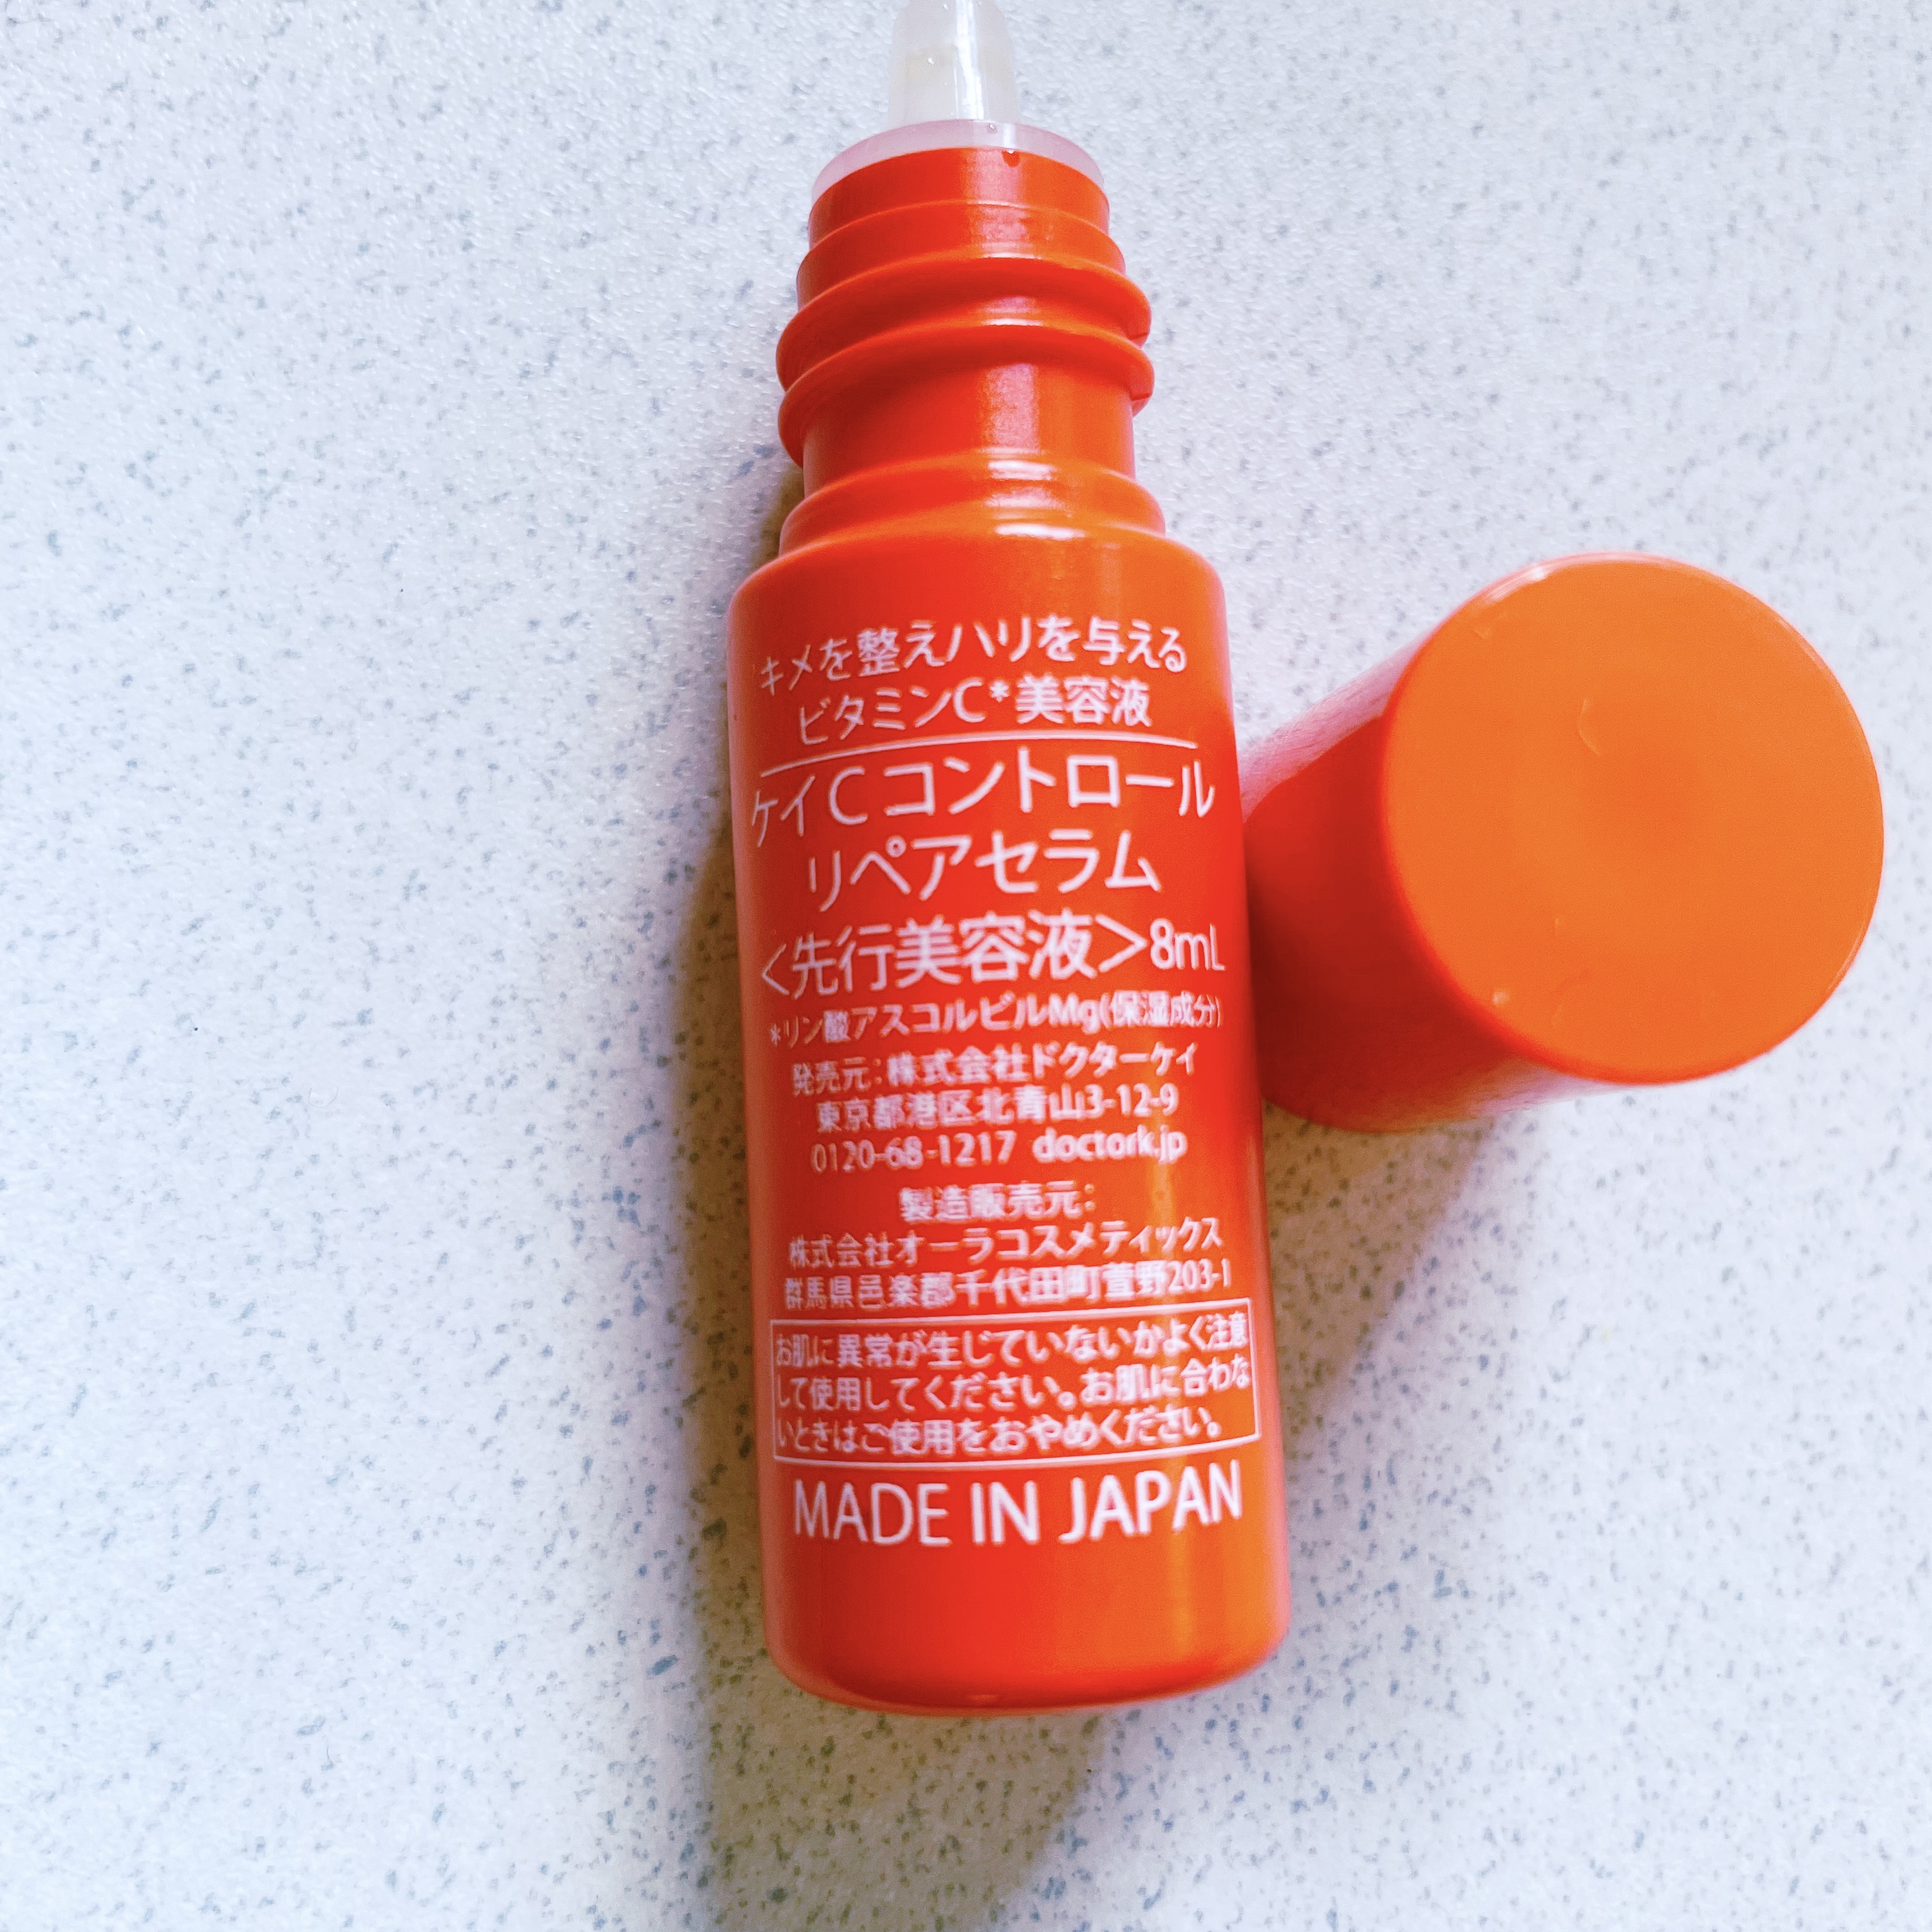 キメを整えハリを与える
ビタミンC*美容液
ケイCコントロール
リペアセラム
<先行美容液>8mL
*リン酸アスコルビルMg(保湿成分)
発売元:株式会社ドクターケイ
東京都港区北青山3-12-9
0120-68-1217 doctork.jp
製造販売元:
株式会社オーラコスメティックス
群馬県邑楽郡千代田町萱野203-1
お肌に異常が生じていないかよく注意
して使用してください。お肌に合わな
いときはご使用をおやめください。
MADE IN JAPAN